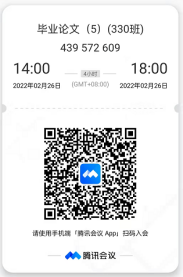 毕业论文（5）(330班)
439 572 609
14:00 4小时 18:00
2022年02月26日 (GMT+08:00) 2022年02月26日
请使用手机端「腾讯会议 App」扫码入会
腾讯会议